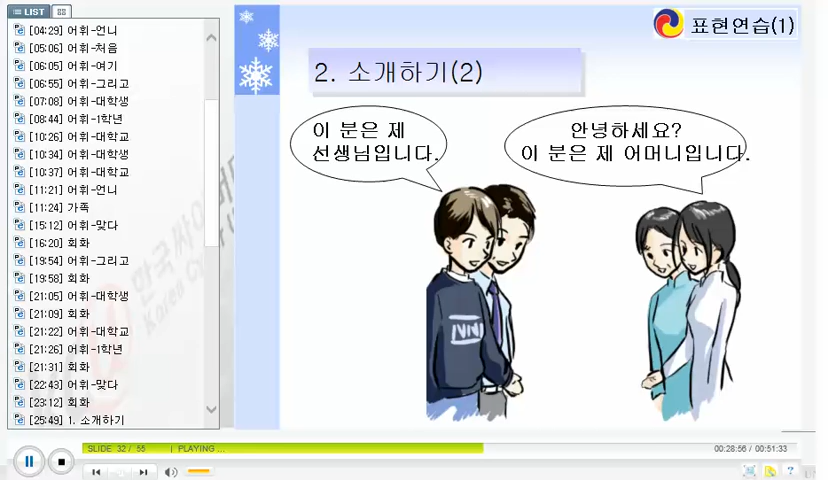 LIST
[04:29] 어휘-언니
[05:06] 어휘-처음
[06:05] 어휘-여기
[06:55] 어휘-그리고
[07:08] 어휘-대학생
[08:44] 어휘-1학년
[10:26] 어휘-대학교
[10:34] 어휘-대학생
[10:37] 어휘-대학교
[11:21] 어휘-언니
[11:24] 가족
[15:12] 어휘-맞다
[16:20] 회화
[19:54] 어휘-그리고
[19:58] 회화
[21:05] 어휘-대학생
[21:09] 회화
[21:22] 어휘-대학교
[21:26] 어휘-1학년
[21:31] 회화
[22:43] 어휘-맞다
[23:12] 회화
[25:49] 1. 소개하기
표현연습(1)
2. 소개하기(2)
이 분은 제
선생님입니다.
안녕하세요?
이 분은 제 어머니입니다.
SLIDE 32 / 55 | PLAYING ...
00:28:56 / 00:51:33